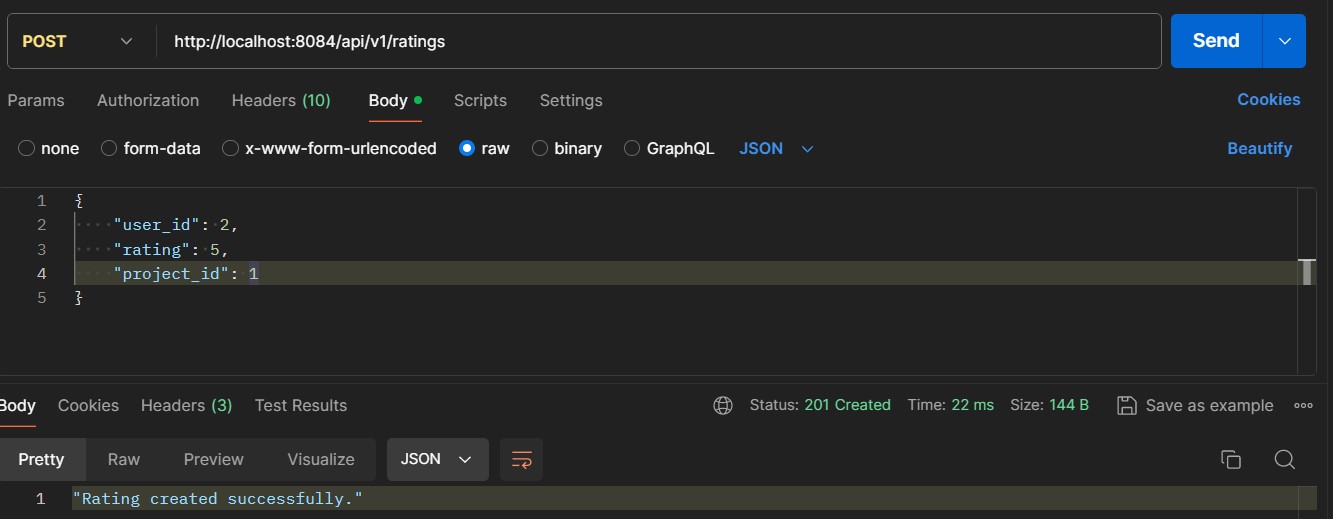 POST http://localhost:8084/api/v1/ratings Send
Params Authorization Headers (10) Body Scripts Settings Cookies
none form-data x-www-form-urlencoded raw binary GraphQL JSON Beautify
1 {
2 "user_id": 2,
3 "rating": 5,
4 "project_id": 1
5 }
Body Cookies Headers (3) Test Results Status: 201 Created Time: 22 ms Size: 144 B Save as example
Pretty Raw Preview Visualize JSON
1 "Rating created successfully."